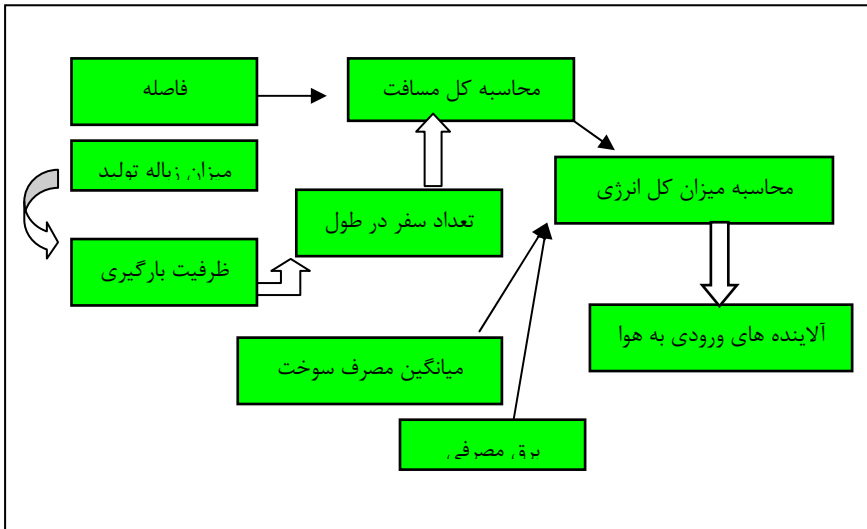 فاصله
محاسبه کل مسافت
میزان زباله تولید
محاسبه میزان کل انرژی
تعداد سفر در طول
ظرفیت بارگیری
آلاینده های ورودی به هوا
میانگین مصرف سوخت
برق مصرفی